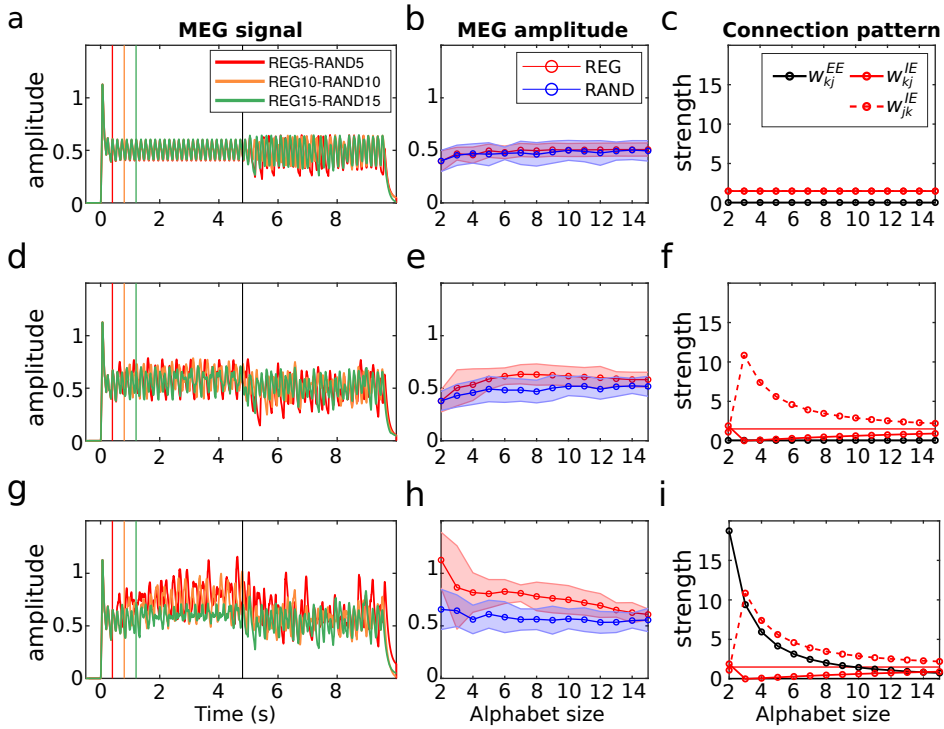 a
MEG signal
b
MEG amplitude
c
Connection pattern
REG5-RAND5
REG10-RAND10
REG15-RAND15
REG
RAND
w_{kj}^{EE}
w_{kj}^{IE}
w_{jk}^{IE}
amplitude
1
0.5
0
0 2 4 6 8
1
0.5
0
2 4 6 8 10 12 14
strength
15
10
5
0
2 4 6 8 10 12 14
d
e
f
amplitude
1
0.5
0
0 2 4 6 8
1
0.5
0
2 4 6 8 10 12 14
strength
15
10
5
0
2 4 6 8 10 12 14
g
h
i
amplitude
1
0.5
0
0 2 4 6 8
Time (s)
1
0.5
0
2 4 6 8 10 12 14
Alphabet size
strength
15
10
5
0
2 4 6 8 10 12 14
Alphabet size